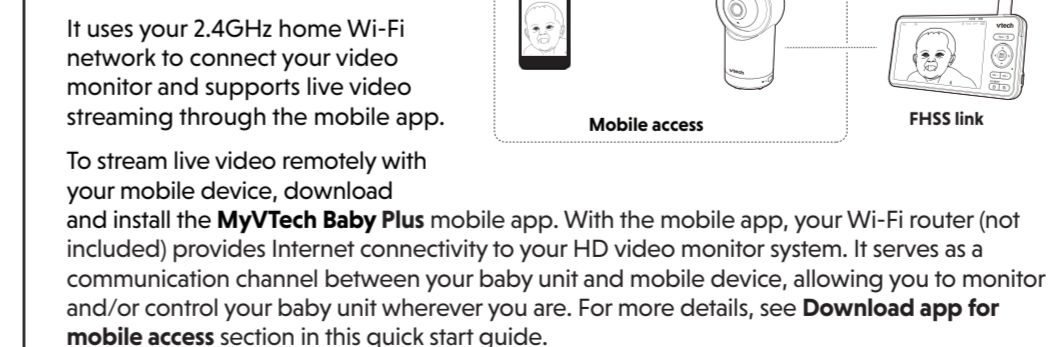 It uses your 2.4GHz home Wi-Fi
network to connect your video
monitor and supports live video
streaming through the mobile app.
vtech
vtech
Mobile access
FHSS link
To stream live video remotely with
your mobile device, download
and install the MyVTech Baby Plus mobile app. With the mobile app, your Wi-Fi router (not
included) provides Internet connectivity to your HD video monitor system. It serves as a
communication channel between your baby unit and mobile device, allowing you to monitor
and/or control your baby unit wherever you are. For more details, see Download app for
mobile access section in this quick start guide.